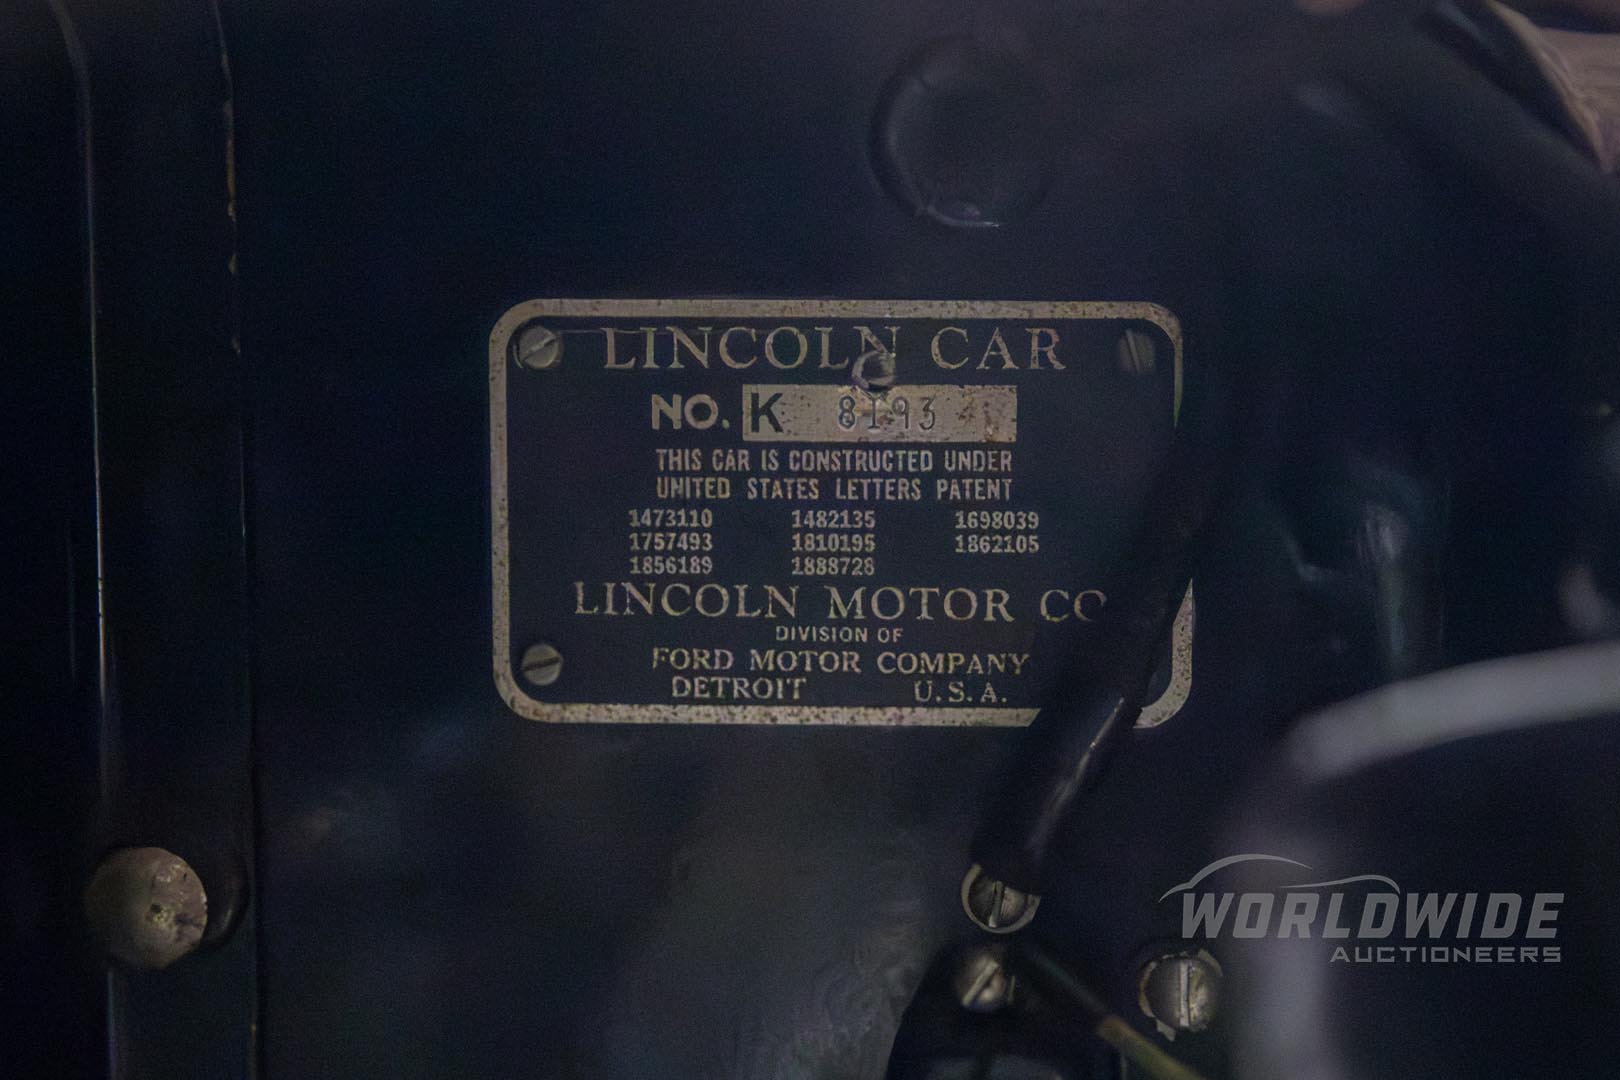 LINCOLN CAR
NO. K 8193
THIS CAR IS CONSTRUCTED UNDER
UNITED STATES LETTERS PATENT
1473110 1482135 1698039
1757493 1810195 1862105
1856189 1888728
LINCOLN MOTOR CO
DIVISION OF
FORD MOTOR COMPANY
DETROIT U.S.A.
WORLDWIDE
AUCTIONEERS